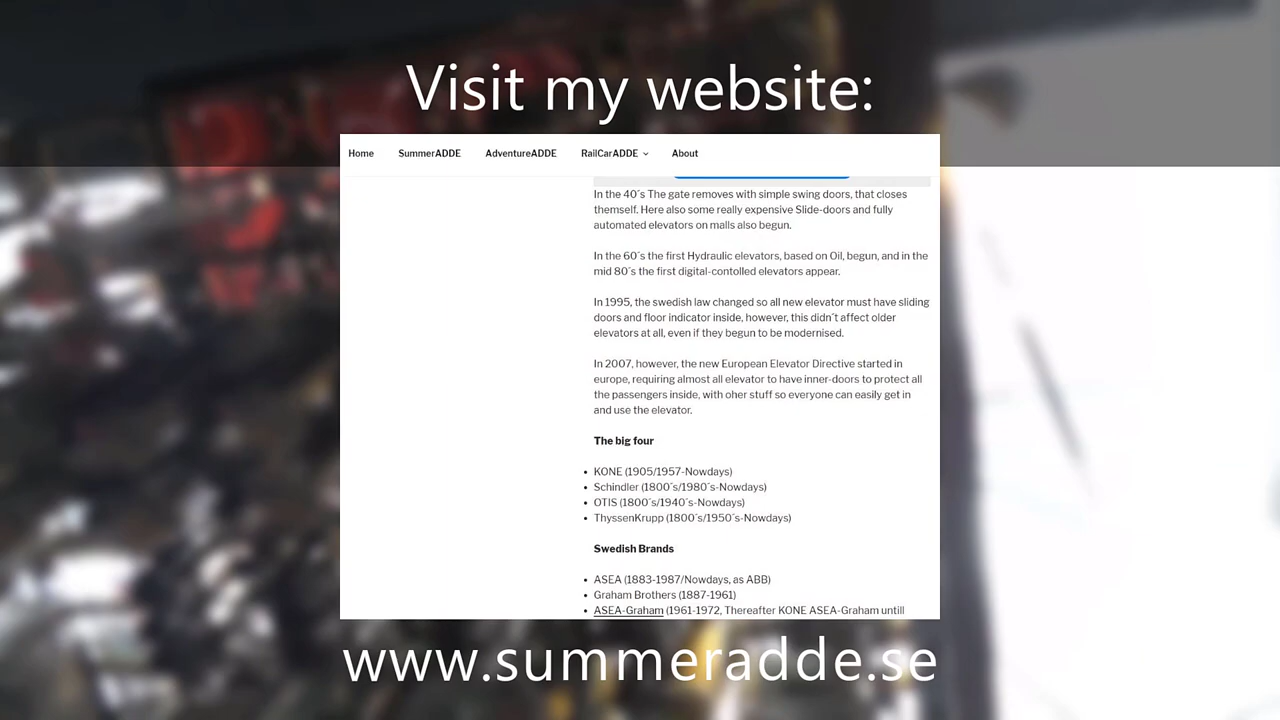 Visit my website:
Home SummerADDE AdventureADDE RailCarADDE About
In the 40´s The gate removes with simple swing doors, that closes
themself. Here also some really expensive Slide-doors and fully
automated elevators on malls also begun.
In the 60´s the first Hydraulic elevators, based on Oil, begun, and in the
mid 80´s the first digital-contolled elevators appear.
In 1995, the swedish law changed so all new elevator must have sliding
doors and floor indicator inside, however, this didn´t affect older
elevators at all, even if they begun to be modernised.
In 2007, however, the new European Elevator Directive started in
europe, requiring almost all elevator to have inner-doors to protect all
the passengers inside, with oher stuff so everyone can easily get in
and use the elevator.
The big four
• KONE (1905/1957-Nowdays)
• Schindler (1800´s/1980´s-Nowdays)
• OTIS (1800´s/1940´s-Nowdays)
• ThyssenKrupp (1800´s/1950´s-Nowdays)
Swedish Brands
• ASEA (1883-1987/Nowdays, as ABB)
• Graham Brothers (1887-1961)
• ASEA-Graham (1961-1972, Thereafter KONE ASEA-Graham untill
www.summeradde.se